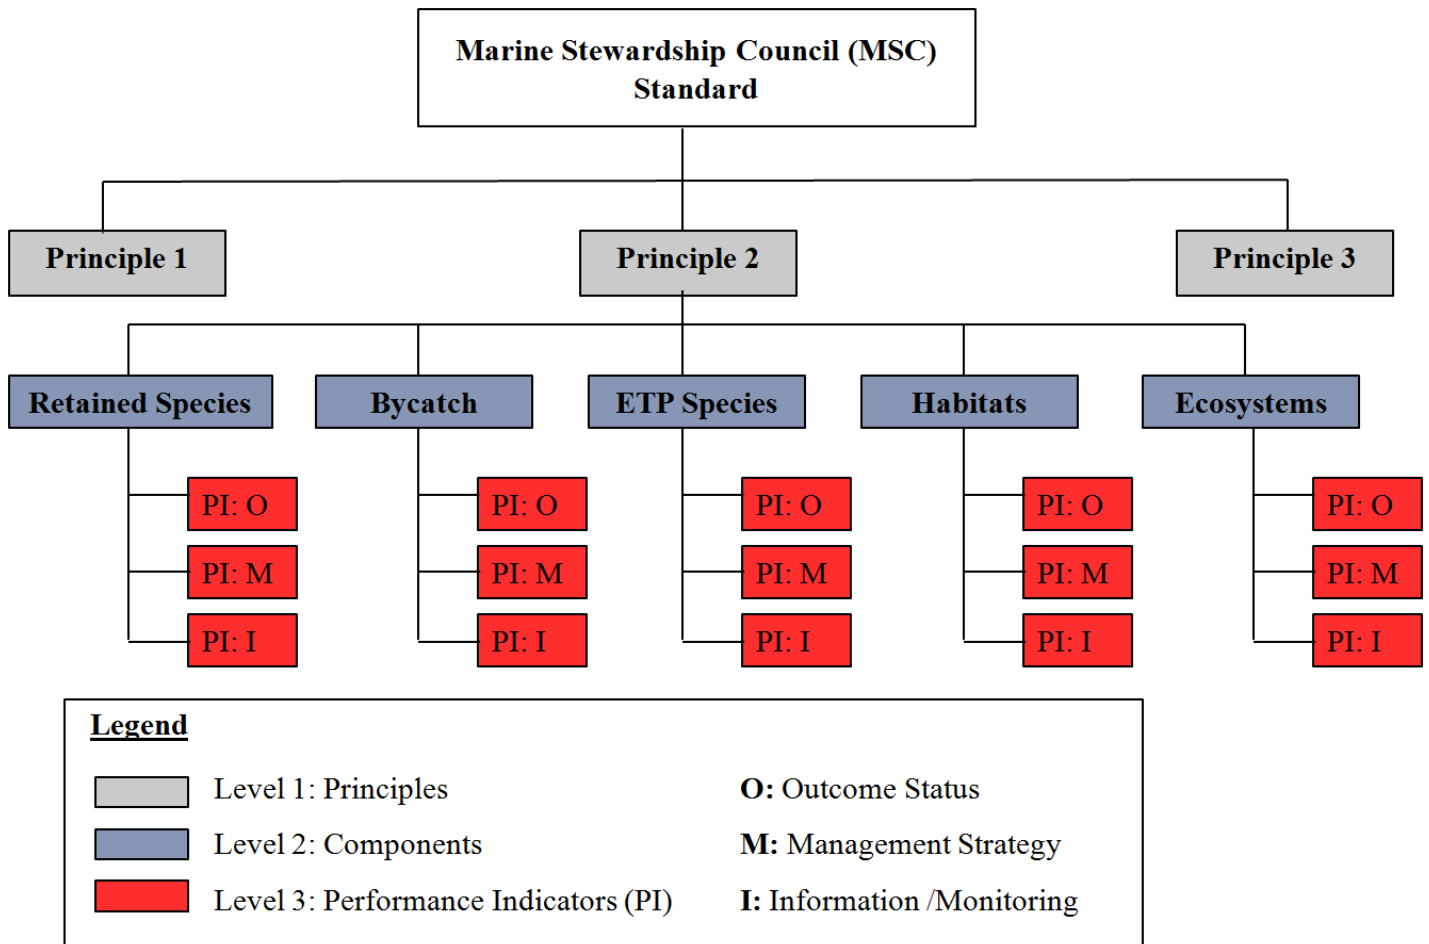 Marine Stewardship Council (MSC)
Standard
Principle 1
Principle 2
Principle 3
Retained Species
Bycatch
ETP Species
Habitats
Ecosystems
PI: O
PI: O
PI: O
PI: O
PI: O
PI: M
PI: M
PI: M
PI: M
PI: M
PI: I
PI: I
PI: I
PI: I
PI: I
Legend
Level 1: Principles
O: Outcome Status
Level 2: Components
M: Management Strategy
Level 3: Performance Indicators (PI)
I: Information /Monitoring